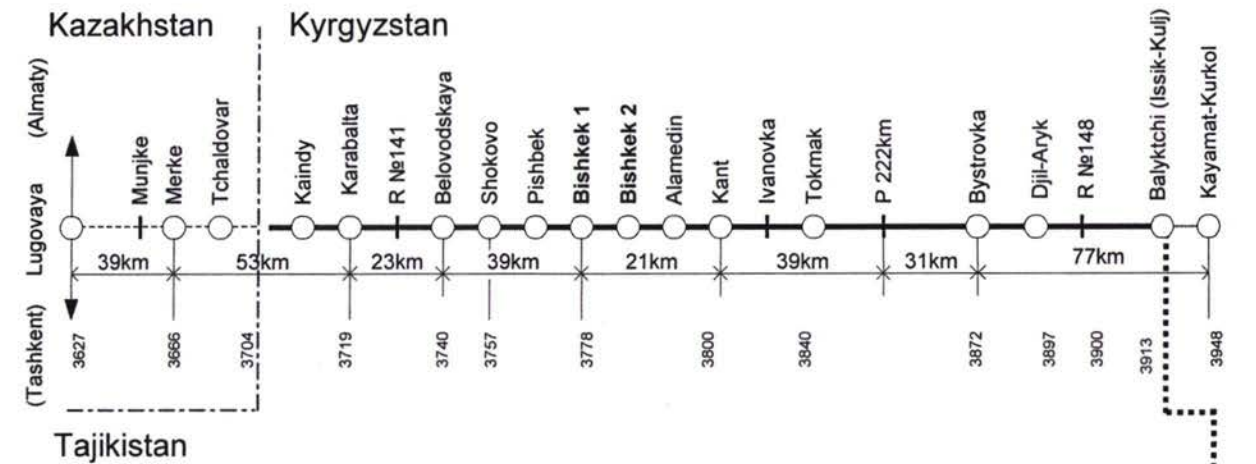 Kazakhstan
Kyrgyzstan
(Almaty)
Lugovaya
(Tashkent)
Munjke
Merke
Tchaldovar
Kaindy
Karabalta
R №141
Belovodskaya
Shokovo
Pishbek
Bishkek 1
Bishkek 2
Alamedin
Kant
Ivanovka
Tokmak
P 222km
Bystrovka
Djil-Aryk
R №148
Balyktchi (Issik-Kulj)
Kayamat-Kurkol
39km
53km
23km
39km
21km
39km
31km
77km
3627
3666
3704
3719
3740
3757
3778
3800
3840
3872
3897
3900
3913
3948
Tajikistan